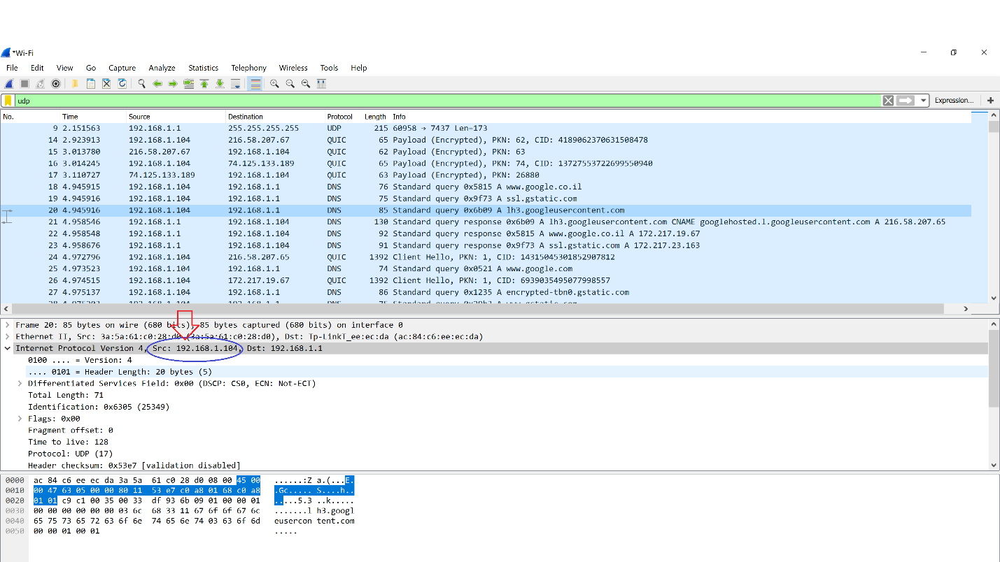 *Wi-Fi
File Edit View Go Capture Analyze Statistics Telephony Wireless Tools Help
udp Expression... +
No. Time Source Destination Protocol Length Info
9 2.151563 192.168.1.1 255.255.255.255 UDP 215 60958 → 7437 Len=173
14 2.923913 192.168.1.104 216.58.207.67 QUIC 65 Payload (Encrypted), PKN: 62, CID: 4189062370631508478
15 3.013780 216.58.207.67 192.168.1.104 QUIC 62 Payload (Encrypted), PKN: 63
16 3.014245 192.168.1.104 74.125.133.189 QUIC 65 Payload (Encrypted), PKN: 74, CID: 13727553722699550940
17 3.110727 74.125.133.189 192.168.1.104 QUIC 63 Payload (Encrypted), PKN: 26880
18 4.945915 192.168.1.104 192.168.1.1 DNS 76 Standard query 0x5815 A www.google.co.il
19 4.945916 192.168.1.104 192.168.1.1 DNS 75 Standard query 0x9f73 A ssl.gstatic.com
20 4.945916 192.168.1.104 192.168.1.1 DNS 85 Standard query 0x6b09 A lh3.googleusercontent.com
21 4.958546 192.168.1.1 192.168.1.104 DNS 130 Standard query response 0x6b09 A lh3.googleusercontent.com CNAME googlehosted.l.googleusercontent.com A 216.58.207.65
22 4.958548 192.168.1.1 192.168.1.104 DNS 92 Standard query response 0x5815 A www.google.co.il A 172.217.19.67
23 4.958676 192.168.1.1 192.168.1.104 DNS 91 Standard query response 0x9f73 A ssl.gstatic.com A 172.217.23.163
24 4.972796 192.168.1.104 216.58.207.65 QUIC 1392 Client Hello, PKN: 1, CID: 14315045301852907812
25 4.973523 192.168.1.104 192.168.1.1 DNS 74 Standard query 0x0521 A www.google.com
26 4.974515 192.168.1.104 172.217.19.67 QUIC 1392 Client Hello, PKN: 1, CID: 6939035495077998557
27 4.975137 192.168.1.104 192.168.1.1 DNS 86 Standard query 0x1235 A encrypted-tbn0.gstatic.com
Frame 20: 85 bytes on wire (680 bits), 85 bytes captured (680 bits) on interface 0
Ethernet II, Src: 3a:5a:61:c0:28:d0 (3a:5a:61:c0:28:d0), Dst: Tp-LinkT_ee:ec:da (ac:84:c6:ee:ec:da)
Internet Protocol Version 4, Src: 192.168.1.104, Dst: 192.168.1.1
0100 .... = Version: 4
.... 0101 = Header Length: 20 bytes (5)
Differentiated Services Field: 0x00 (DSCP: CS0, ECN: Not-ECT)
Total Length: 71
Identification: 0x6305 (25349)
Flags: 0x00
Fragment offset: 0
Time to live: 128
Protocol: UDP (17)
Header checksum: 0x53e7 [validation disabled]
0000 ac 84 c6 ee ec da 3a 5a 61 c0 28 d0 08 00 45 00 ......:Z a.(...E.
0010 00 47 63 05 00 00 80 11 53 e7 c0 a8 01 68 c0 a8 .Gc..... S....h..
0020 01 01 c9 c1 00 35 00 33 df 93 6b 09 01 00 00 01 .....5.3 ..k.....
0030 00 00 00 00 00 00 03 6c 68 33 11 67 6f 6f 67 6c .......l h3.googl
0040 65 75 73 65 72 63 6f 6e 74 65 6e 74 03 63 6f 6d eusercon tent.com
0050 00 00 01 00 01 .....